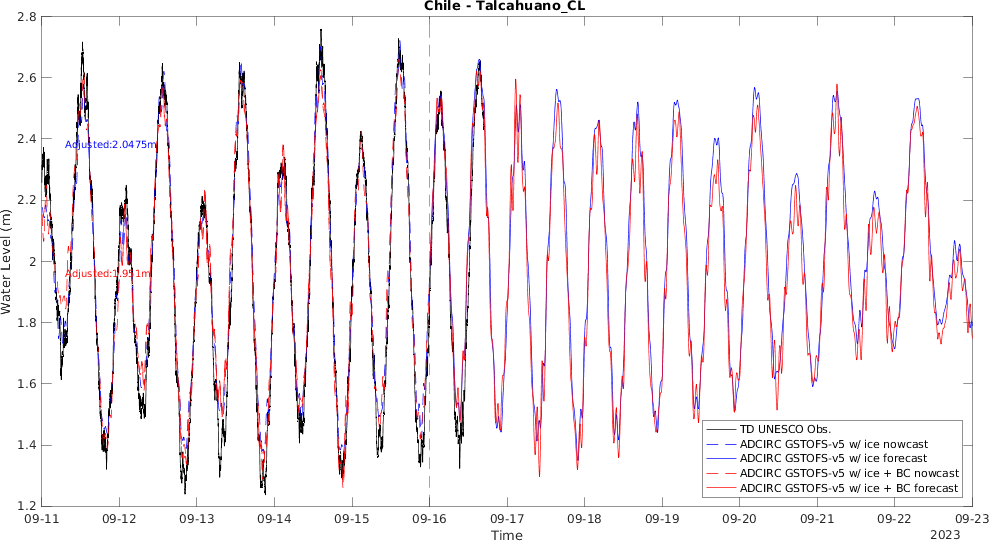 Chile - Talcahuano_CL
2.8
2.6
2.4
2.2
2
1.8
1.6
1.4
1.2
Water Level (m)
Adjusted:2.0475m
Adjusted:1.951m
TD UNESCO Obs.
ADCIRC GSTOFS-v5 w/ ice nowcast
ADCIRC GSTOFS-v5 w/ ice forecast
ADCIRC GSTOFS-v5 w/ ice + BC nowcast
ADCIRC GSTOFS-v5 w/ ice + BC forecast
09-11 09-12 09-13 09-14 09-15 09-16 09-17 09-18 09-19 09-20 09-21 09-22 09-23
Time
2023